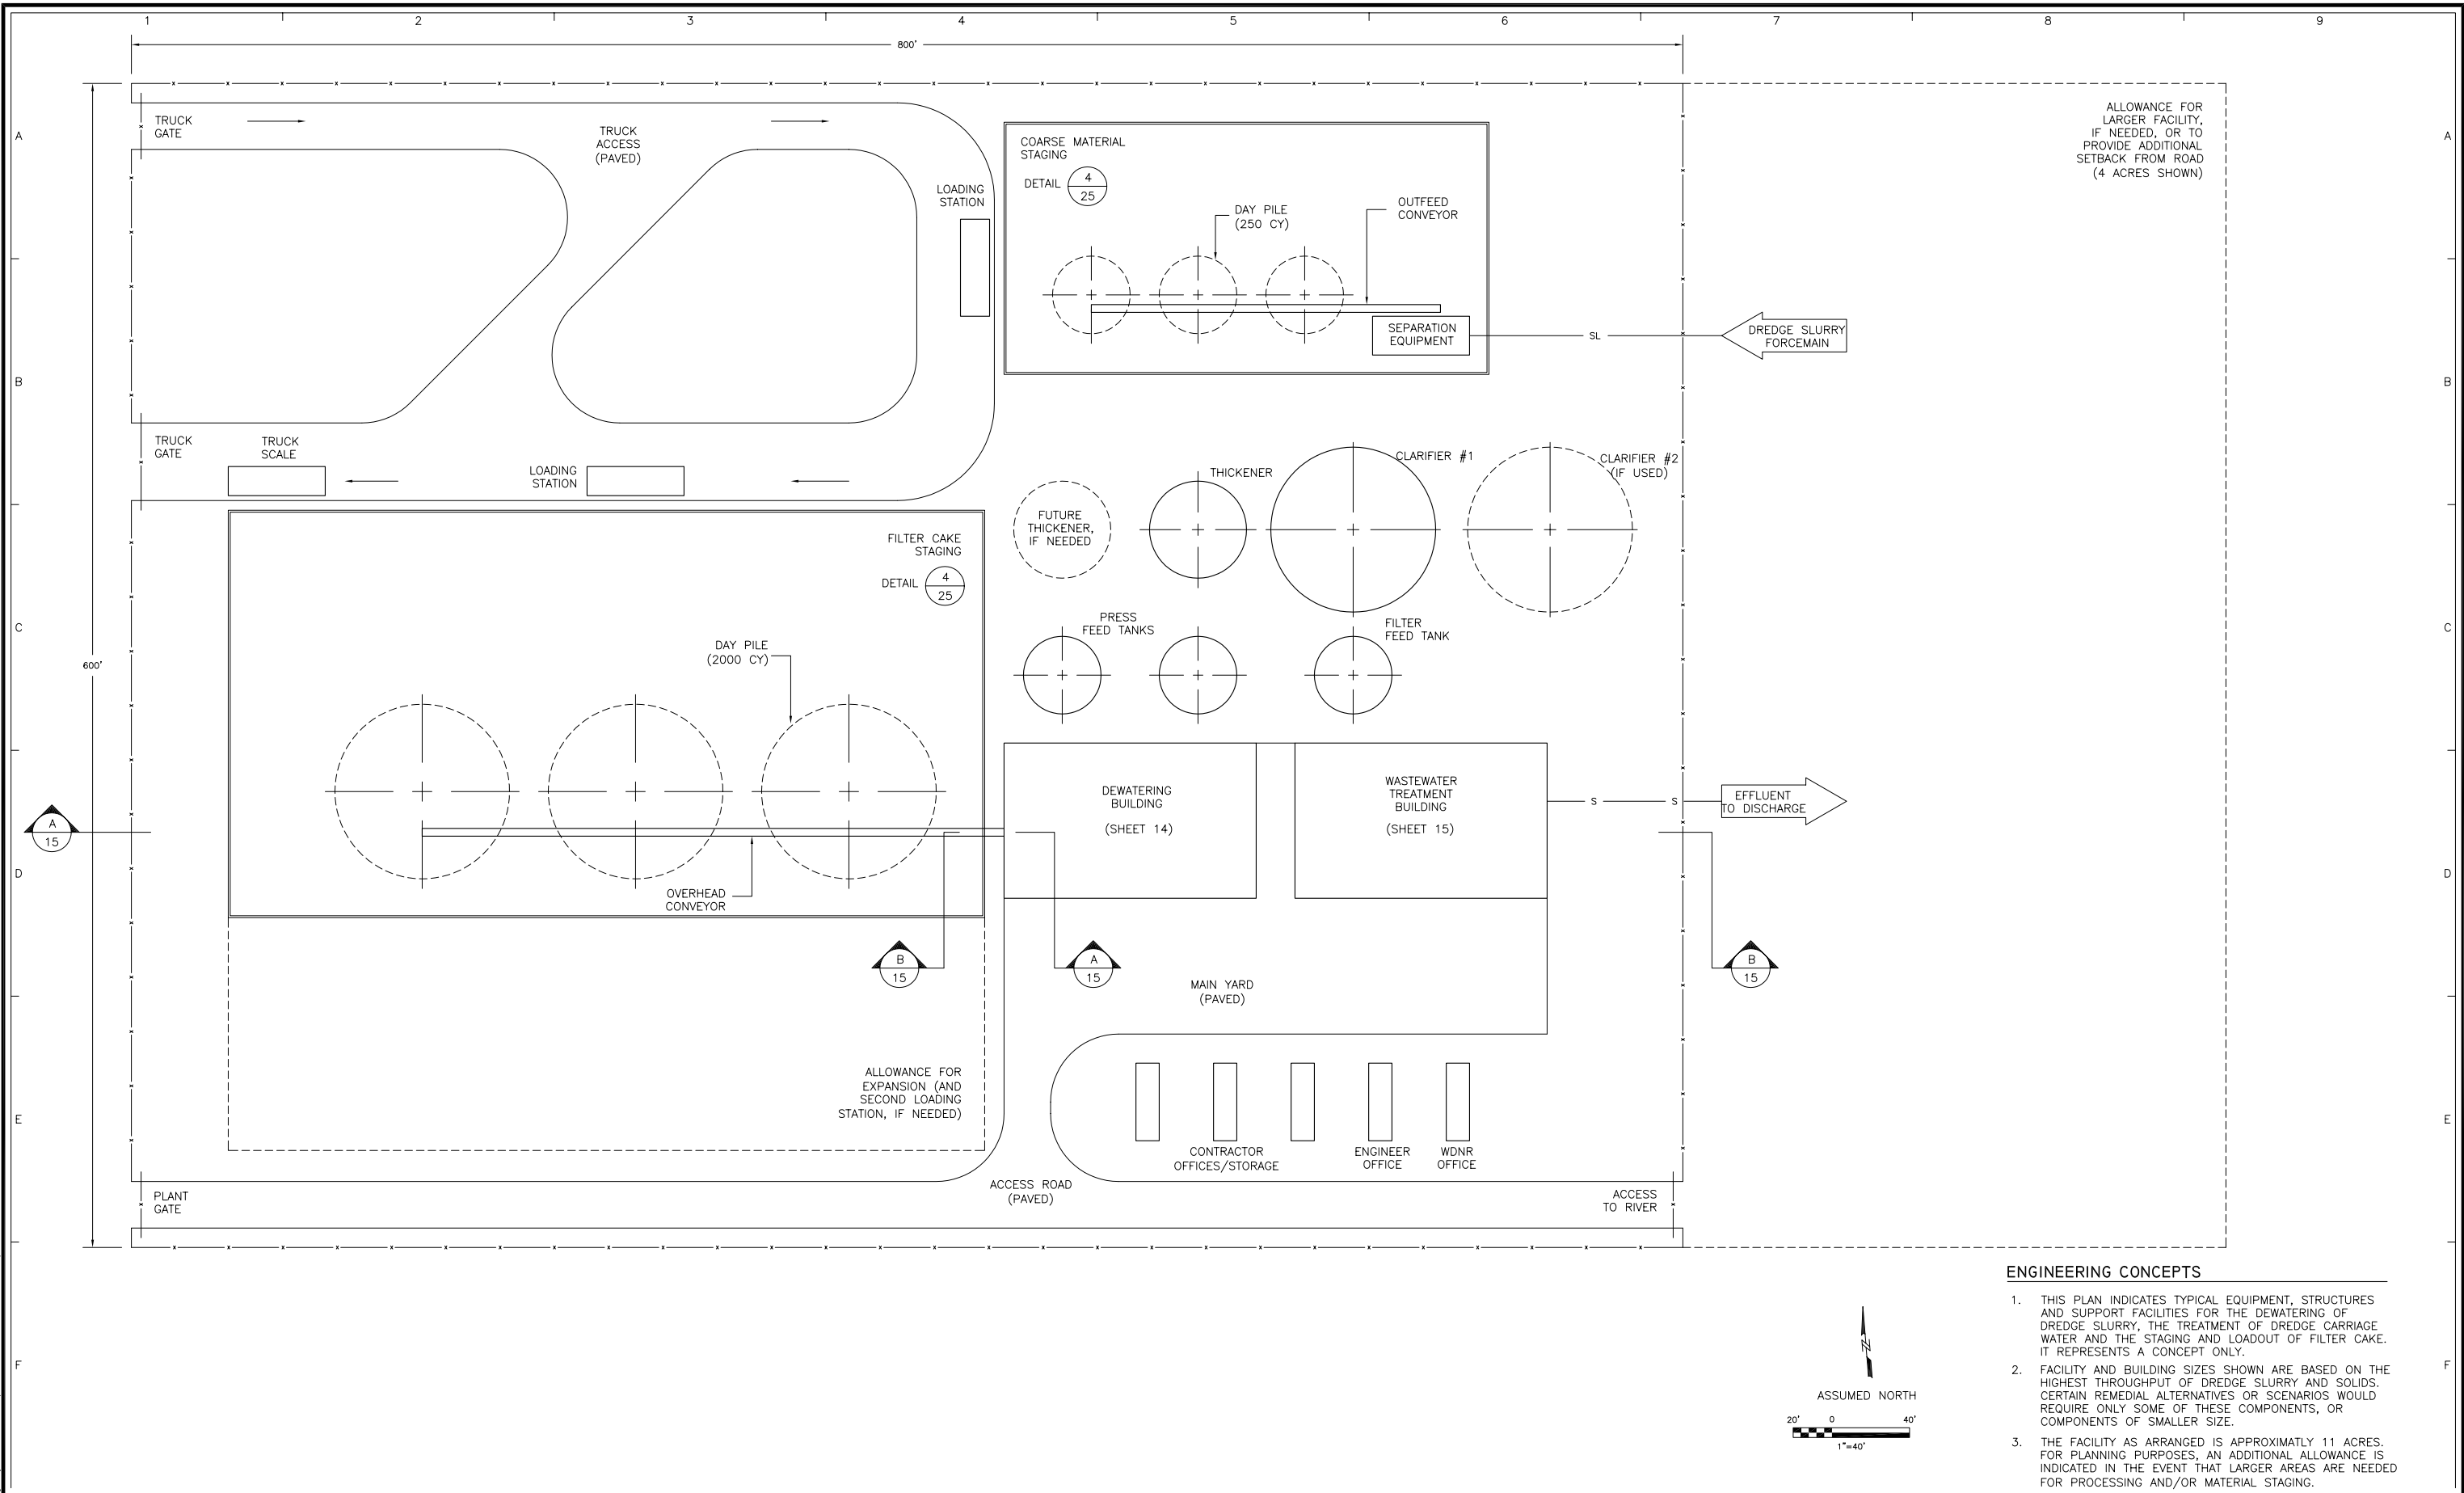 1 2 3 4 5 6 7 8 9
800'
TRUCK
GATE
TRUCK
ACCESS
(PAVED)
ALLOWANCE FOR
LARGER FACILITY,
IF NEEDED, OR TO
PROVIDE ADDITIONAL
SETBACK FROM ROAD
(4 ACRES SHOWN)
A A
COARSE MATERIAL
STAGING
DETAIL 4
25
LOADING
STATION
DAY PILE
(250 CY)
OUTFEED
CONVEYOR
SEPARATION
EQUIPMENT
SL
DREDGE SLURRY
FORCEMAIN
B B
TRUCK
GATE
TRUCK
SCALE
LOADING
STATION
THICKENER
CLARIFIER #1
CLARIFIER #2
(IF USED)
FUTURE
THICKENER,
IF NEEDED
FILTER CAKE
STAGING
DETAIL 4
25
C C
PRESS
FEED TANKS
FILTER
FEED TANK
DAY PILE
(2000 CY)
600'
DEWATERING
BUILDING
(SHEET 14)
WASTEWATER
TREATMENT
BUILDING
(SHEET 15)
S S
EFFLUENT
TO DISCHARGE
A
15
D D
OVERHEAD
CONVEYOR
B
15
A
15
B
15
MAIN YARD
(PAVED)
ALLOWANCE FOR
EXPANSION (AND
SECOND LOADING
STATION, IF NEEDED)
E E
CONTRACTOR
OFFICES/STORAGE
ENGINEER
OFFICE
WDNR
OFFICE
PLANT
GATE
ACCESS ROAD
(PAVED)
ACCESS
TO RIVER
F F
N
ASSUMED NORTH
20' 0 40'
1"=40'
ENGINEERING CONCEPTS
1. THIS PLAN INDICATES TYPICAL EQUIPMENT, STRUCTURES
AND SUPPORT FACILITIES FOR THE DEWATERING OF
DREDGE SLURRY, THE TREATMENT OF DREDGE CARRIAGE
WATER AND THE STAGING AND LOADOUT OF FILTER CAKE.
IT REPRESENTS A CONCEPT ONLY.
2. FACILITY AND BUILDING SIZES SHOWN ARE BASED ON THE
HIGHEST THROUGHPUT OF DREDGE SLURRY AND SOLIDS.
CERTAIN REMEDIAL ALTERNATIVES OR SCENARIOS WOULD
REQUIRE ONLY SOME OF THESE COMPONENTS, OR
COMPONENTS OF SMALLER SIZE.
3. THE FACILITY AS ARRANGED IS APPROXIMATLY 11 ACRES.
FOR PLANNING PURPOSES, AN ADDITIONAL ALLOWANCE IS
INDICATED IN THE EVENT THAT LARGER AREAS ARE NEEDED
FOR PROCESSING AND/OR MATERIAL STAGING.